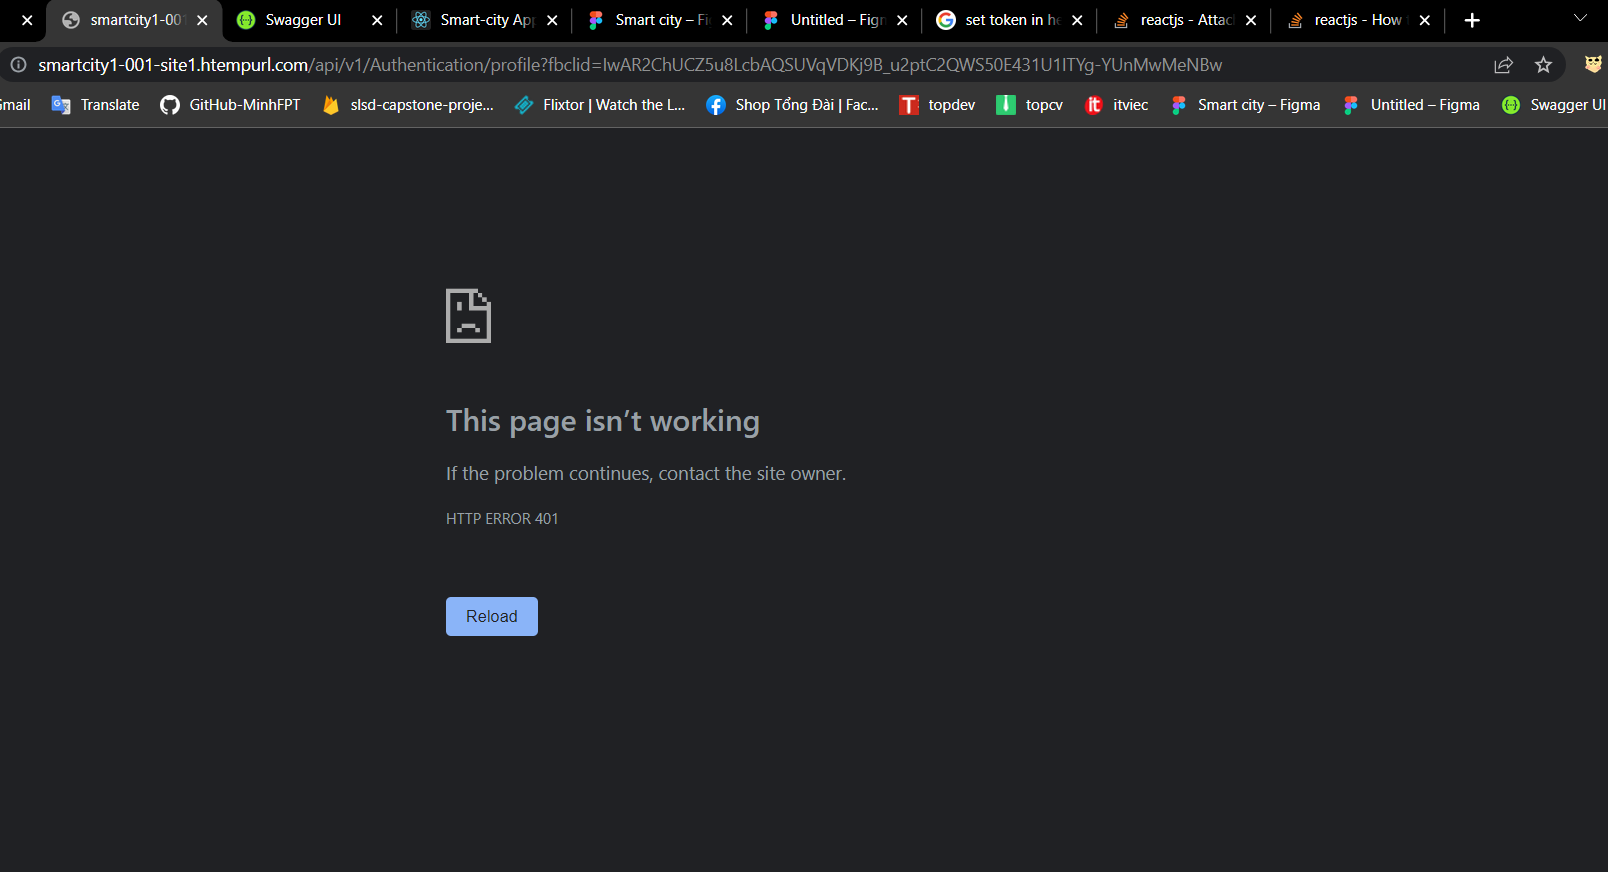 smartcity1-001
Swagger UI
Smart-city App
Smart city – Fi
Untitled – Figm
set token in he
reactjs - Attac
reactjs - How
smartcity1-001-site1.htempurl.com/api/v1/Authentication/profile?fbclid=IwAR2ChUCZ5u8LcbAQSUVqVDKj9B_u2ptC2QWS50E431U1ITYg-YUnMwMeNBw
Gmail
Translate
GitHub-MinhFPT
slsd-capstone-proje...
Flixtor | Watch the L...
Shop Tổng Đài | Fac...
topdev
topcv
itviec
Smart city – Figma
Untitled – Figma
Swagger UI
This page isn’t working
If the problem continues, contact the site owner.
HTTP ERROR 401
Reload